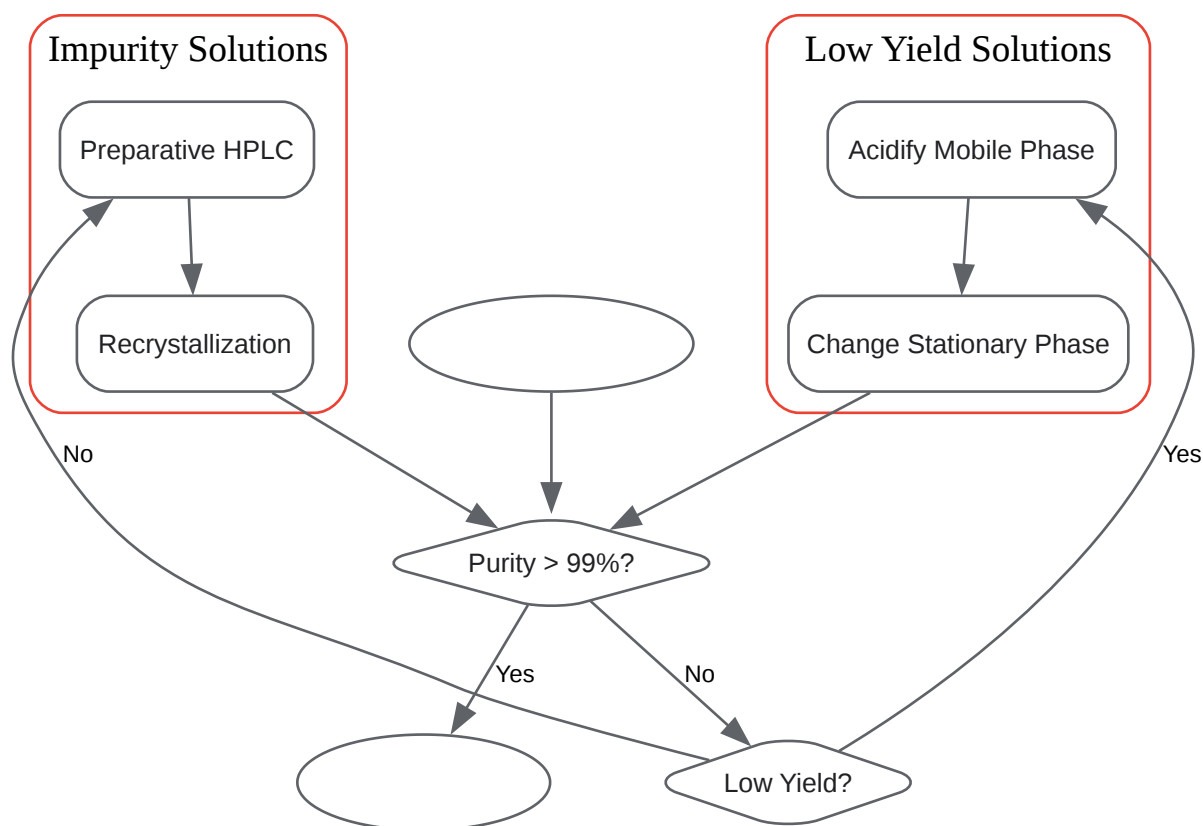 Impurity Solutions
Low Yield Solutions
Preparative HPLC
Acidify Mobile Phase
Recrystallization
Change Stationary Phase
No
Yes
Purity > 99%?
Yes
No
Low Yield?